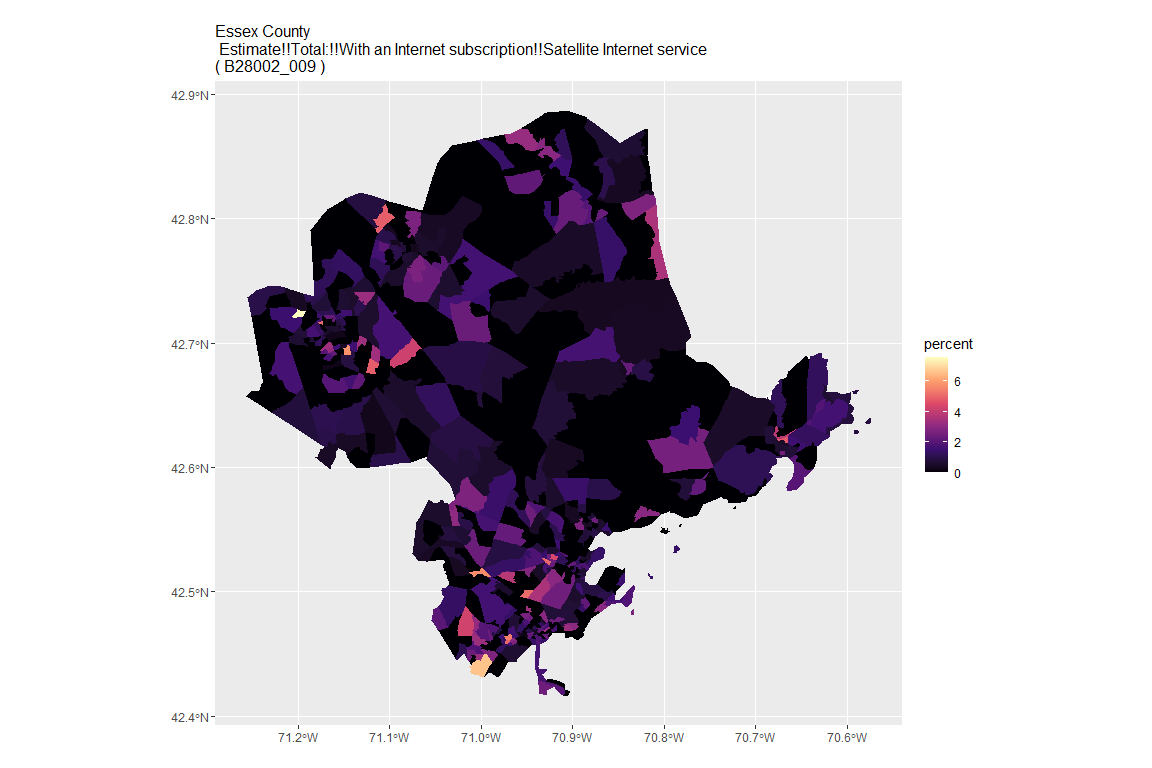 Essex County
Estimate!!Total:!!With an Internet subscription!!Satellite Internet service
( B28002_009 )
42.9°N
42.8°N
42.7°N
42.6°N
42.5°N
42.4°N
71.2°W
71.1°W
71.0°W
70.9°W
70.8°W
70.7°W
70.6°W
percent
6
4
2
0